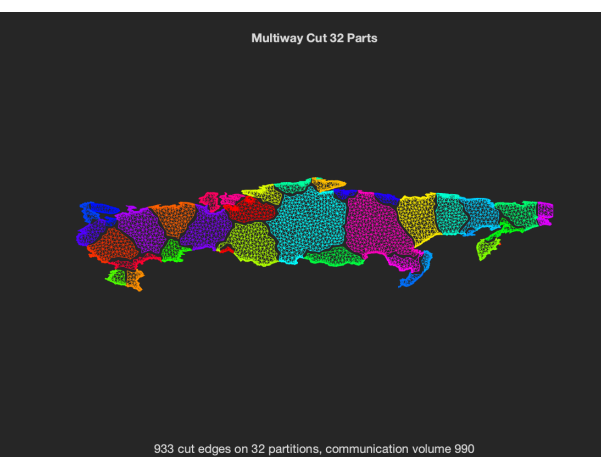 Multiway Cut 32 Parts
933 cut edges on 32 partitions, communication volume 990